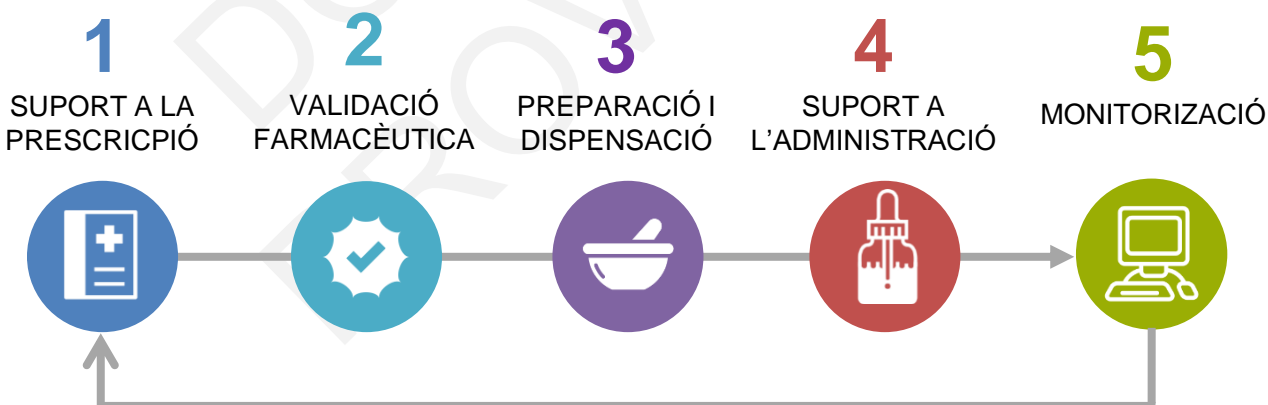 1
SUPORT A LA
PRESCRICPIÓ
2
VALIDACIÓ
FARMACÈUTICA
3
PREPARACIÓ I
DISPENSACIÓ
4
SUPORT A
L'ADMINISTRACIÓ
5
MONITORIZACIÓ